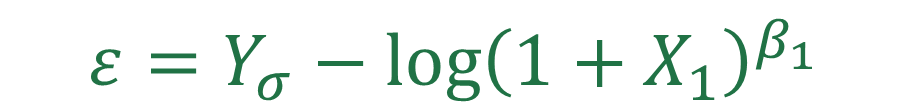 ε = Y_σ − log(1 + X_1)^{β_1}